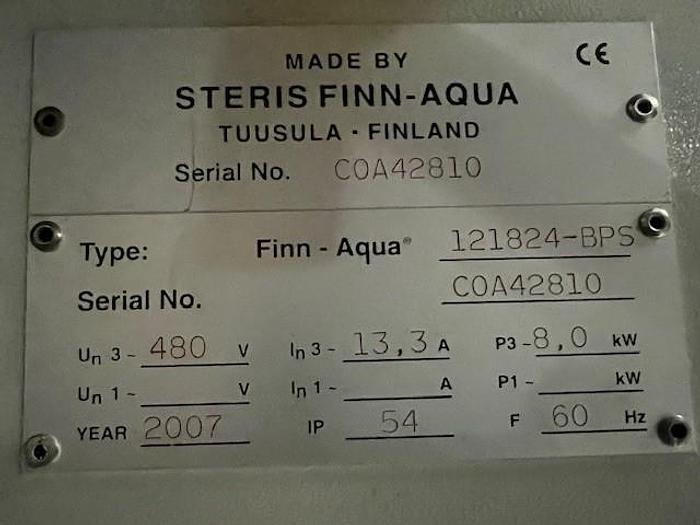 MADE BY
CE
STERIS FINN-AQUA
TUUSULA - FINLAND
Serial No. COA42810
Type: Finn - Aqua® 121824-BPS
Serial No. COA42810
Un 3~ 480 V In 3~ 13,3 A P3~8,0 kW
Un 1~ V In 1~ A P1~ kW
YEAR 2007 IP 54 F 60 Hz